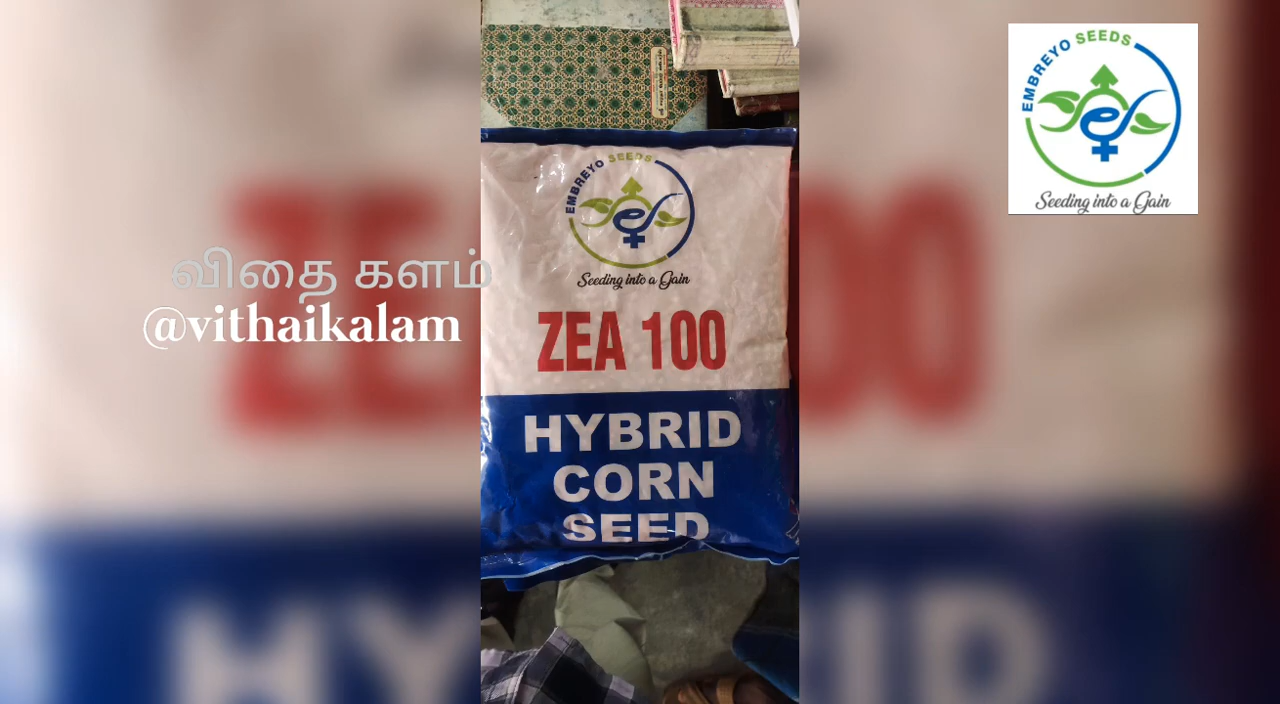 EMBREYO SEEDS
Seeding into a Gain
விதை களம்
@vithaikalam
EMBREYO SEEDS
Seeding into a Gain
ZEA 100
HYBRID
CORN
SEED